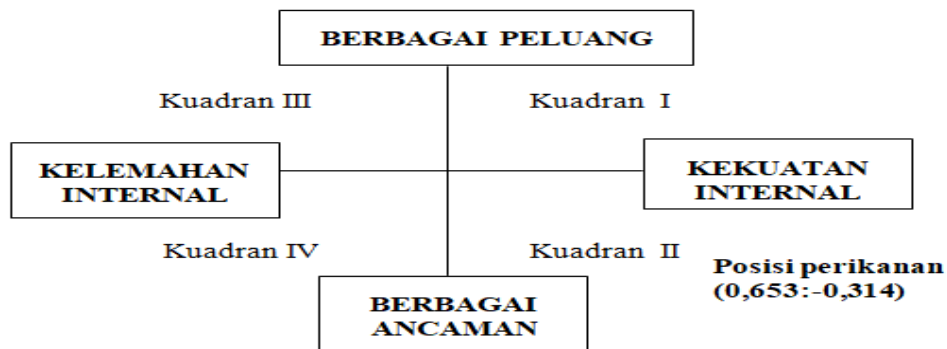 BERBAGAI PELUANG
Kuadran III
Kuadran I
KELEMAHAN
INTERNAL
KEKUATAN
INTERNAL
Kuadran IV
Kuadran II
Posisi perikanan
(0,653:-0,314)
BERBAGAI
ANCAMAN